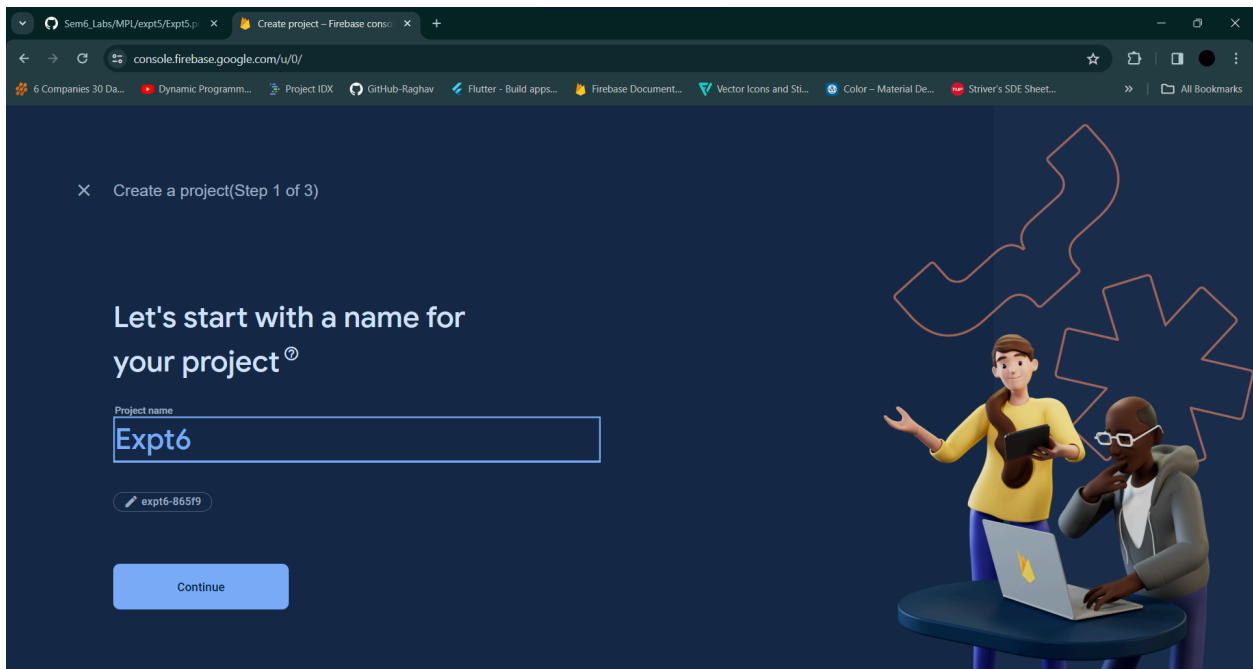 Sem6_Labs/MPL/expt5/Expt5.p
Create project – Firebase conso
console.firebase.google.com/u/0/
6 Companies 30 Da...
Dynamic Programm...
Project IDX
GitHub-Raghav
Flutter - Build apps...
Firebase Document...
Vector Icons and Sti...
Color – Material De...
Striver's SDE Sheet...
All Bookmarks
Create a project(Step 1 of 3)
Let's start with a name for
your project
Project name
Expt6
expt6-865f9
Continue